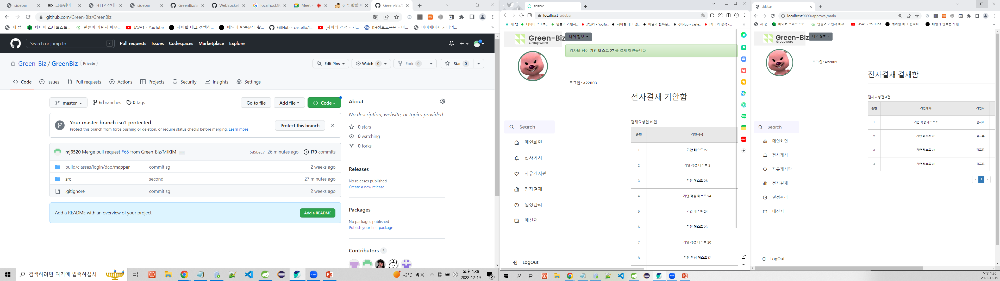 sidebar
ERD 그룹웨어
HTTP 상태
sidebar
GreenBiz/sr
WebSocket
localhost:90
Meet -
6. 병합할 때
Green-Biz/G
github.com/Green-Biz/GreenBiz
새 탭
네이버 스마트스토...
만들어 가면서 배우...
JAVA1 - YouTube
제어할 태그 선택하...
배열과 반복문의 활...
GitHub - castello/j...
[자바의 정석 - 기...
KH정보교육원 - 마...
마이페이지 > 나의...
Search or jump to...
/
Pull requests
Issues
Codespaces
Marketplace
Explore
Green-Biz / GreenBiz
Private
Edit Pins
Watch 0
Fork 0
Star 0
Code
Issues
Pull requests
Actions
Projects
Security
Insights
Settings
master
6 branches
0 tags
Go to file
Add file
Code
Your master branch isn't protected
Protect this branch from force pushing or deletion, or require status checks before merging. Learn more
Protect this branch
mj6520 Merge pull request #65 from Green-Biz/MJKIM ...
5d5bec7 26 minutes ago
179 commits
build/classes/login/dao/mapper
commit sg
2 weeks ago
src
second
27 minutes ago
.gitignore
commit sg
2 weeks ago
Add a README with an overview of your project.
Add a README
About
No description, website, or topics provided.
0 stars
0 watching
0 forks
Releases
No releases published
Create a new release
Packages
No packages published
Publish your first package
Contributors 5
검색하려면 여기에 입력하십시
zoom
-3°C 맑음
오후 1:36
2022-12-19
2
sidebar
localhost sidebar
새 탭
네이버 스마트...
만들어 가면서...
JAVA1 - YouTu...
제어할 태그 선...
배열과 반복문...
GitHub - caste...
[자바의 정석 -...
Green-Biz
Groupware
나의 정보
김자바 님이 기안 테스트 27 을 결재 하였습니다
로그인 : A221103
전자결재 기안함
Search
메인화면
전사게시
자유게시판
전자결재
일정관리
메신저
LogOut
결재요청건 19건
순번
기안제목
1
기안 테스트 27
2
기안 작성 테스트 2
3
기안 테스트 26
4
기안 작성 테스트 24
5
기안 테스트 24
6
기안 테스트 23
7
기안 작성 테스트 20
8
기안 작성 테스트 17
sidebar
localhost:9090/approval/main
새 탭
네이버 스마트스토...
만들어 가면서 배우...
JAVA1 - YouTube
제어할 태그 선택하...
배열과 반복문의 활...
Green-Biz
Groupware
나의 정보
로그인 : A221102
전자결재 결재함
Search
메인화면
전사게시
자유게시판
전자결재
일정관리
메신저
LogOut
결재요청건 4건
순번
기안제목
기안자
1
기안 작성 테스트 2
김자바
2
기안 테스트 26
김프론
3
기안 테스트 24
김프론
4
기안 테스트 23
김프론
« 1 »
zoom
오후 1:36
2022-12-19